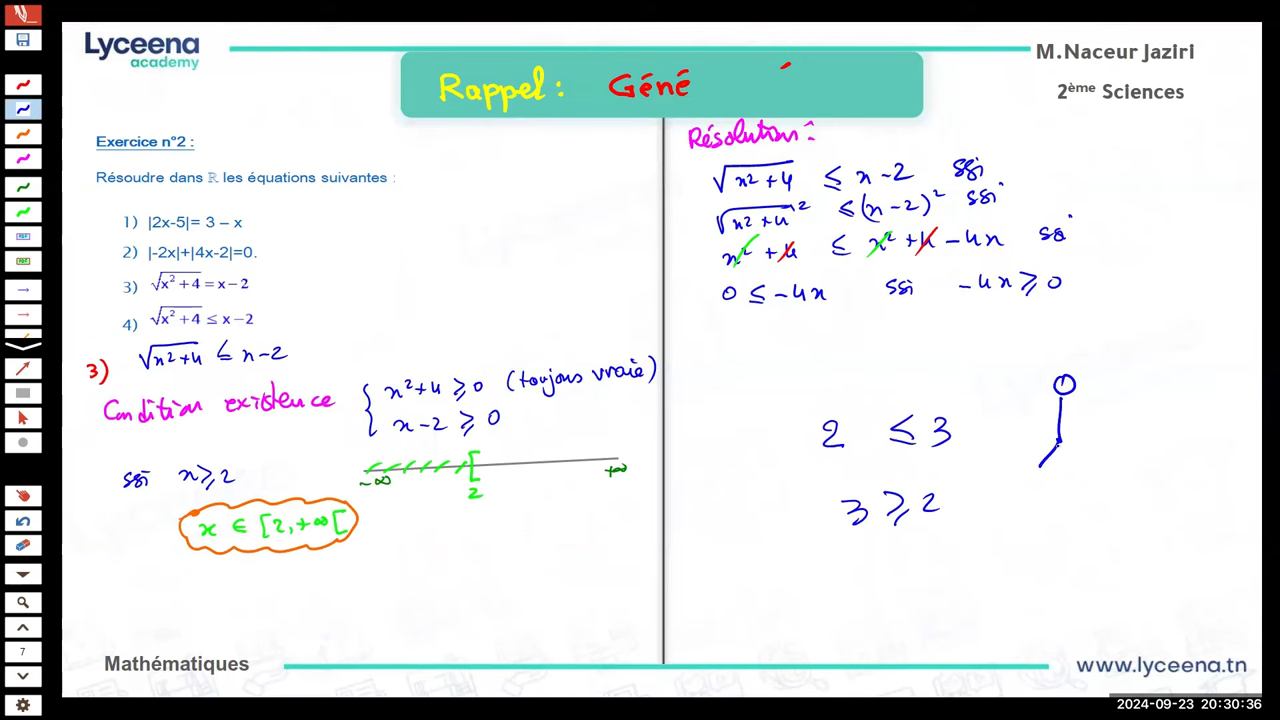 Lyceena
academy
M.Naceur Jaziri
2ème Sciences
Rappel : Géné
Exercice n°2 :
Résoudre dans ℝ les équations suivantes :
1) |2x-5|= 3 – x
2) |-2x|+|4x-2|=0.
3) √(x²+4) = x-2
4) √(x²+4) ≤ x-2
3) √(x²+4) ≤ x-2
Condition existence
{ x²+4 ≥ 0 (toujours vraie)
x-2 ≥ 0
ssi x ≥ 2
-∞ [ +∞
2
x ∈ [2,+∞[
Résolution :
√(x²+4) ≤ x-2 ssi
√(x²+4)² ≤ (x-2)² ssi
x²+4 ≤ x²+4-4x ssi
0 ≤ -4x ssi -4x ≥ 0
2 ≤ 3
3 ≥ 2
Mathématiques
www.lyceena.tn
7
2024-09-23 20:30:36